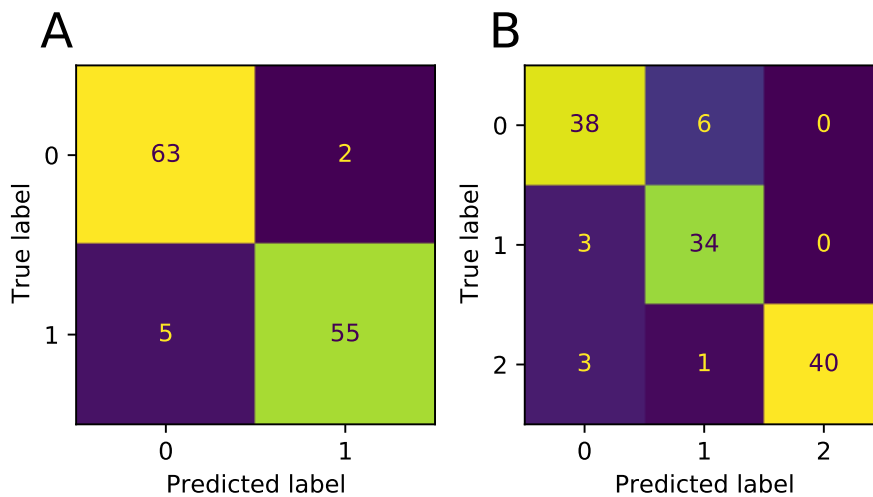 A B
0 63 2
1 5 55
0 1
Predicted label
True label
0 38 6 0
1 3 34 0
2 3 1 40
0 1 2
Predicted label
True label